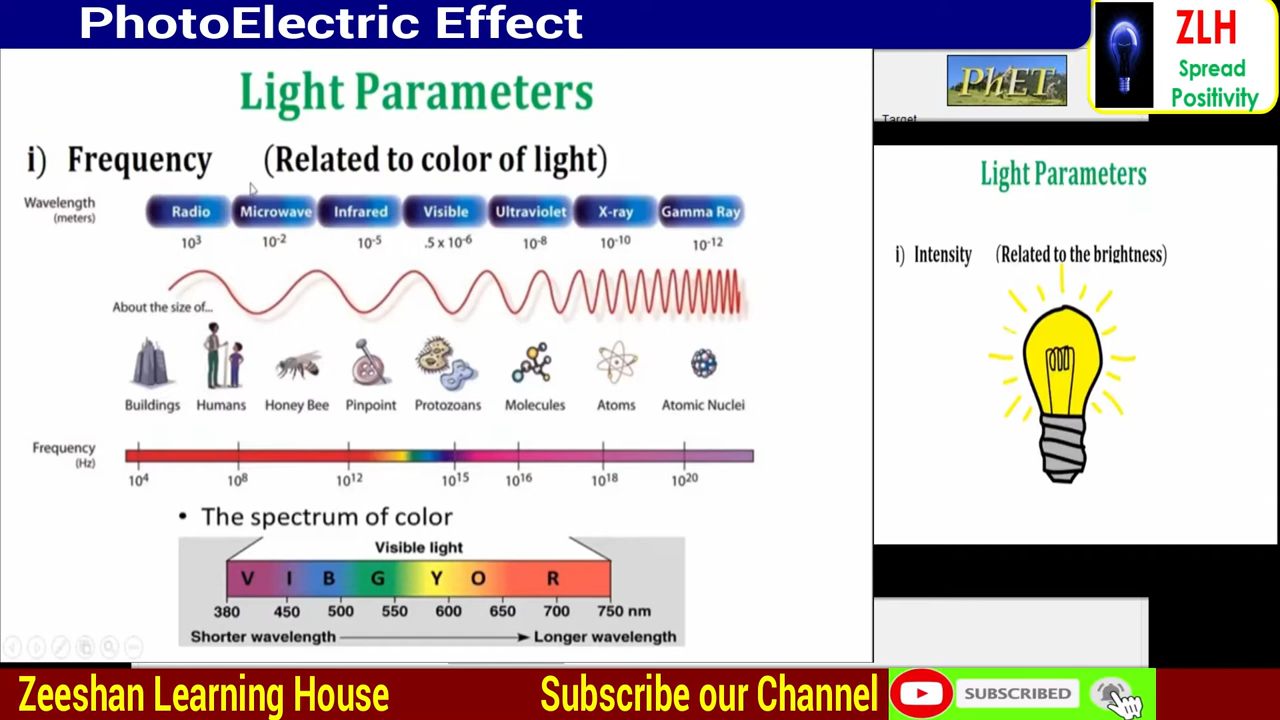 PhotoElectric Effect
ZLH
Spread
Positivity
PhET
Target
Light Parameters
i) Frequency (Related to color of light)
Wavelength
(meters)
Radio Microwave Infrared Visible Ultraviolet X-ray Gamma Ray
10³ 10⁻² 10⁻⁵ .5 x 10⁻⁶ 10⁻⁸ 10⁻¹⁰ 10⁻¹²
About the size of...
Buildings Humans Honey Bee Pinpoint Protozoans Molecules Atoms Atomic Nuclei
Frequency
(Hz)
10⁴ 10⁸ 10¹² 10¹⁵ 10¹⁶ 10¹⁸ 10²⁰
• The spectrum of color
Visible light
V I B G Y O R
380 450 500 550 600 650 700 750 nm
Shorter wavelength Longer wavelength
Light Parameters
i) Intensity (Related to the brightness)
Zeeshan Learning House
Subscribe our Channel
SUBSCRIBED